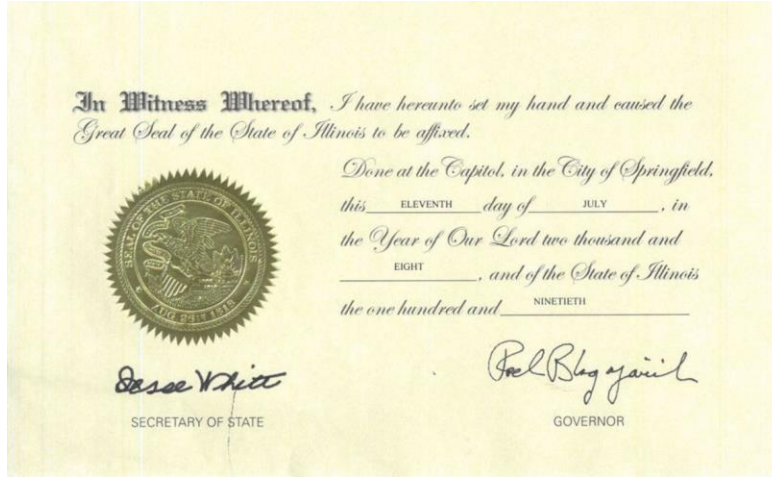 In Witness Whereof, I have hereunto set my hand and caused the
Great Seal of the State of Illinois to be affixed.
Done at the Capitol, in the City of Springfield,
this ELEVENTH day of JULY, in
the Year of Our Lord two thousand and
EIGHT, and of the State of Illinois
the one hundred and NINETIETH
SEAL OF THE STATE OF ILLINOIS
AUG. 26TH 1818
Jesse White
SECRETARY OF STATE
Rod Blagojevich
GOVERNOR